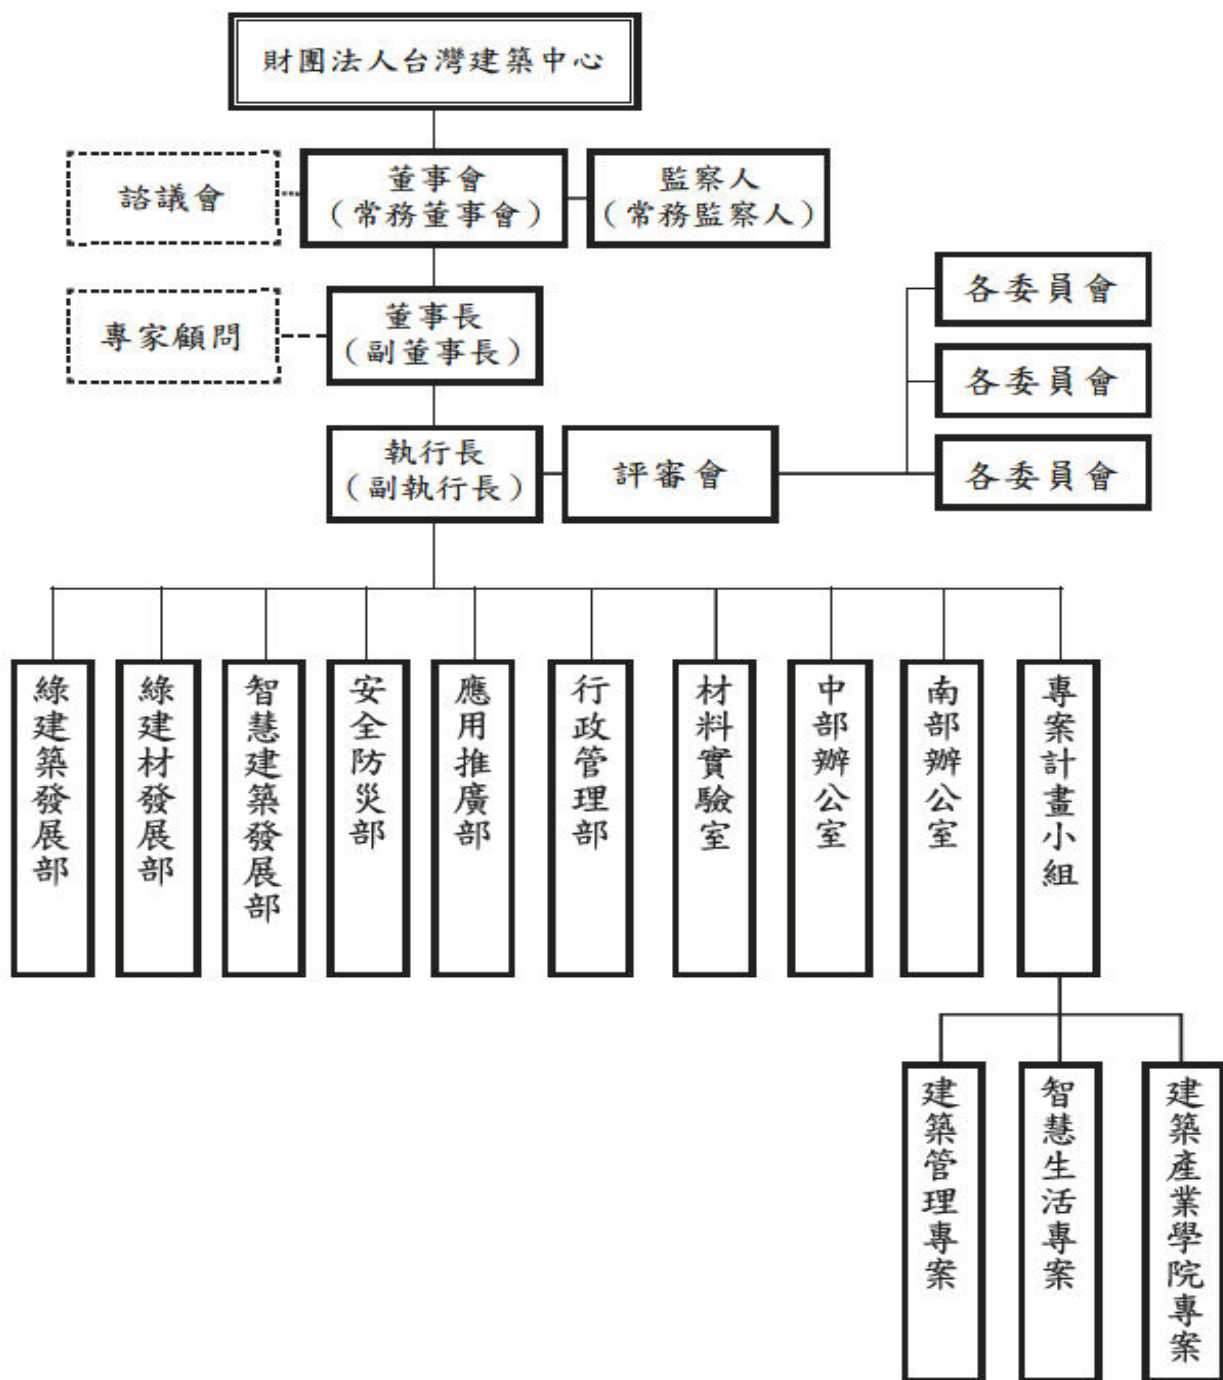 財團法人台灣建築中心
諮議會
董事會
（常務董事會）
監察人
（常務監察人）
專家顧問
董事長
（副董事長）
各委員會
各委員會
各委員會
執行長
（副執行長）
評審會
綠建築發展部
綠建材發展部
智慧建築發展部
安全防災部
應用推廣部
行政管理部
材料實驗室
中部辦公室
南部辦公室
專案計畫小組
建築管理專案
智慧生活專案
建築產業學院專案